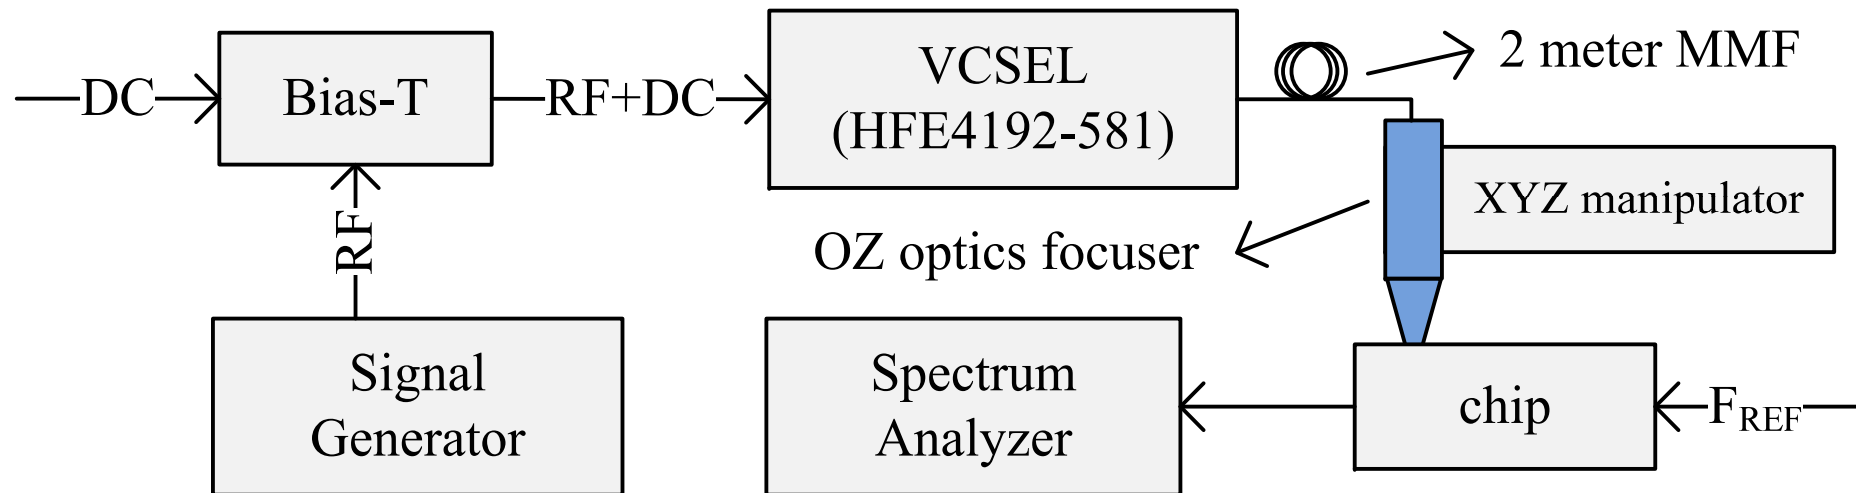 DC
Bias-T
RF+DC
VCSEL
(HFE4192-581)
2 meter MMF
XYZ manipulator
OZ optics focuser
RF
Signal
Generator
Spectrum
Analyzer
chip
F_REF